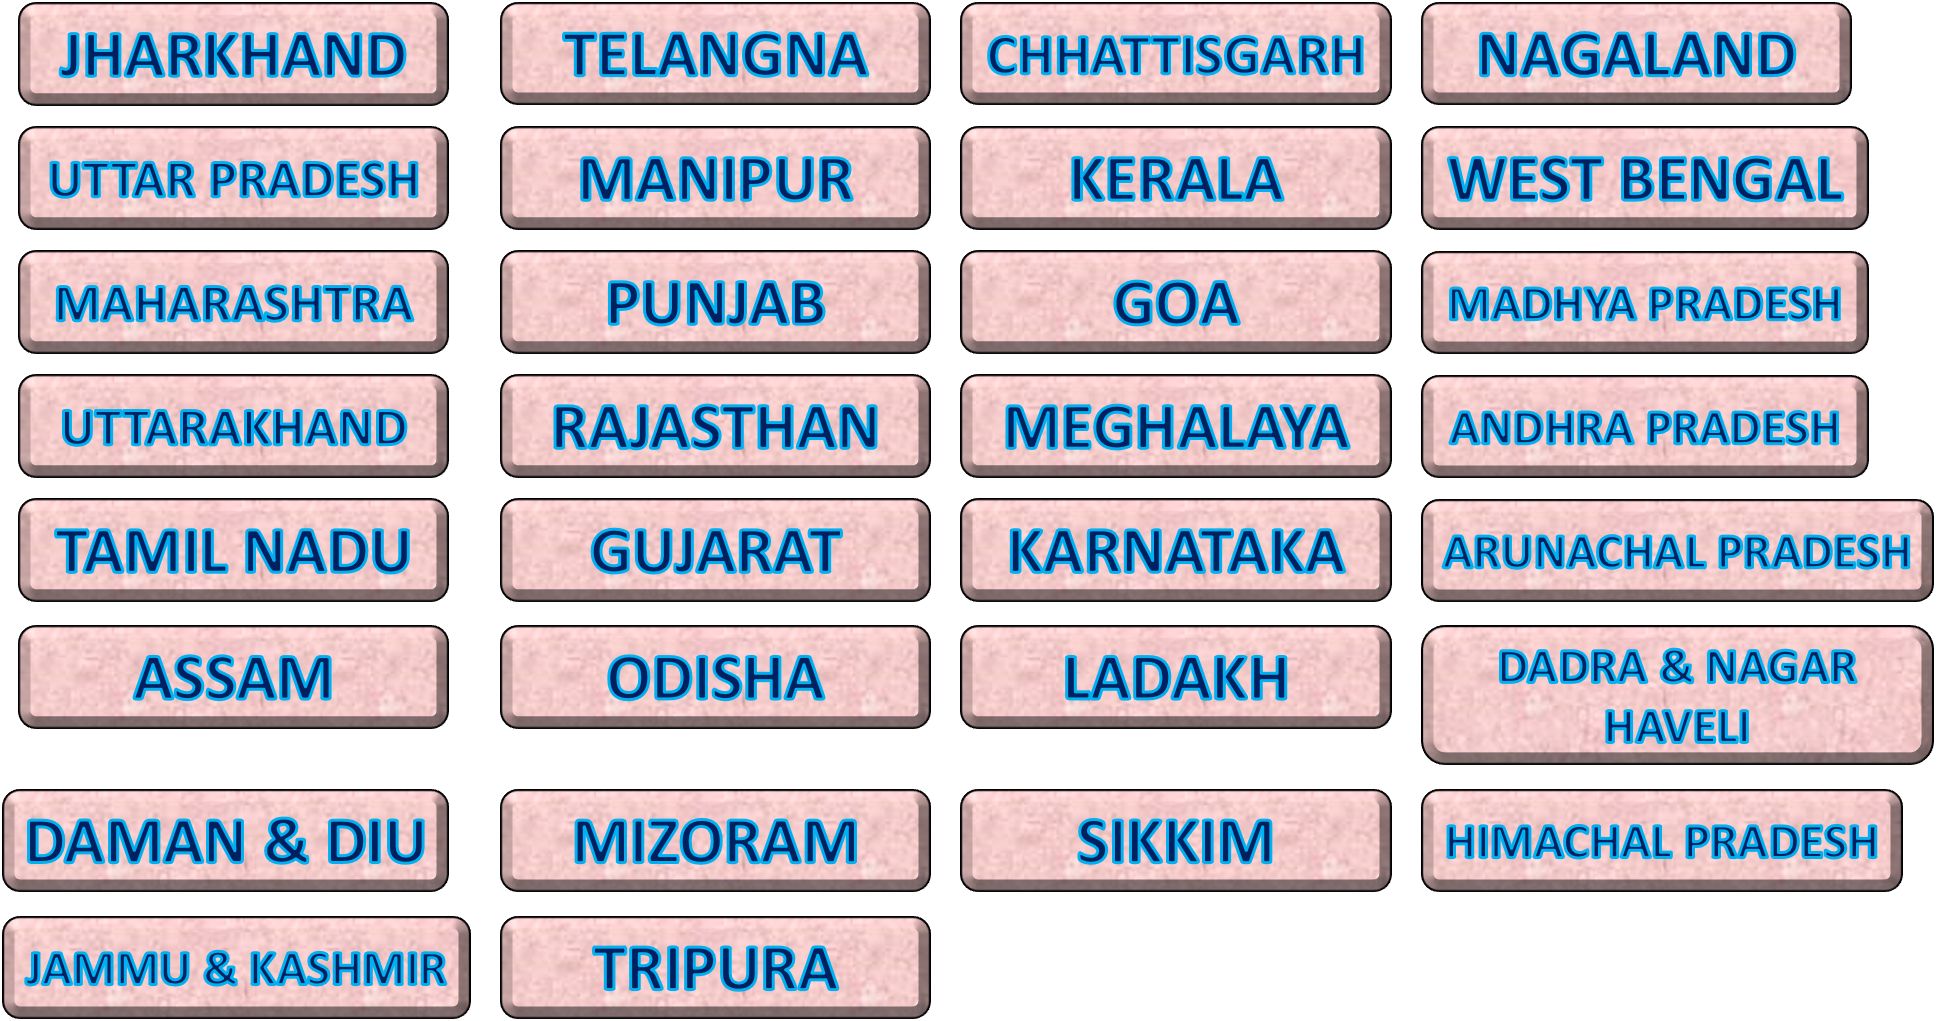 JHARKHAND
TELANGNA
CHHATTISGARH
NAGALAND
UTTAR PRADESH
MANIPUR
KERALA
WEST BENGAL
MAHARASHTRA
PUNJAB
GOA
MADHYA PRADESH
UTTARAKHAND
RAJASTHAN
MEGHALAYA
ANDHRA PRADESH
TAMIL NADU
GUJARAT
KARNATAKA
ARUNACHAL PRADESH
ASSAM
ODISHA
LADAKH
DADRA & NAGAR
HAVELI
DAMAN & DIU
MIZORAM
SIKKIM
HIMACHAL PRADESH
JAMMU & KASHMIR
TRIPURA